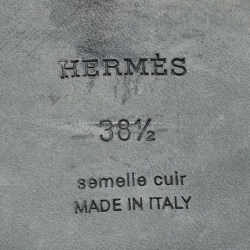 HERMÈS
38½
semelle cuir
MADE IN ITALY